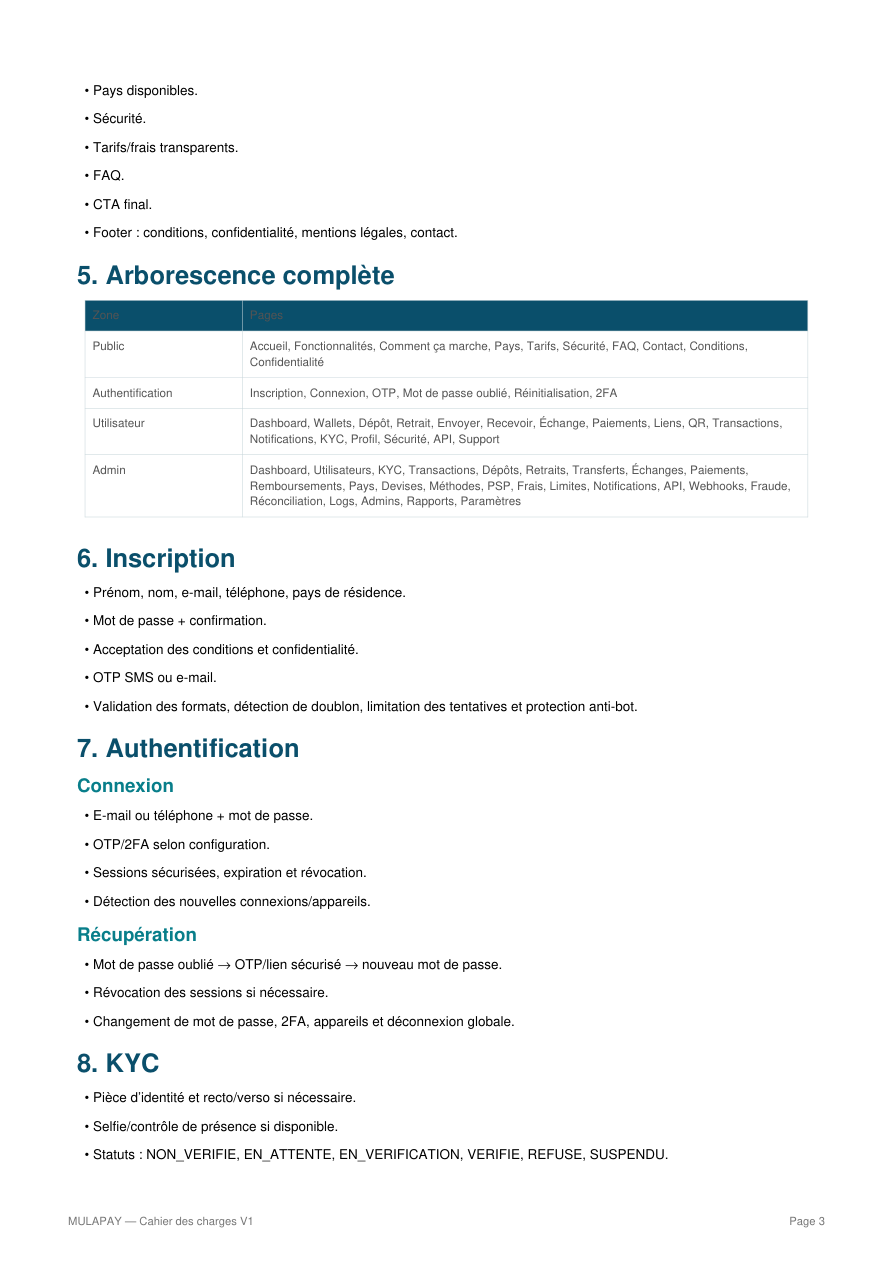 • Pays disponibles.
• Sécurité.
• Tarifs/frais transparents.
• FAQ.
• CTA final.
• Footer : conditions, confidentialité, mentions légales, contact.
5. Arborescence complète
Zone Pages
Public Accueil, Fonctionnalités, Comment ça marche, Pays, Tarifs, Sécurité, FAQ, Contact, Conditions,
Confidentialité
Authentification Inscription, Connexion, OTP, Mot de passe oublié, Réinitialisation, 2FA
Utilisateur Dashboard, Wallets, Dépôt, Retrait, Envoyer, Recevoir, Échange, Paiements, Liens, QR, Transactions,
Notifications, KYC, Profil, Sécurité, API, Support
Admin Dashboard, Utilisateurs, KYC, Transactions, Dépôts, Retraits, Transferts, Échanges, Paiements,
Remboursements, Pays, Devises, Méthodes, PSP, Frais, Limites, Notifications, API, Webhooks, Fraude,
Réconciliation, Logs, Admins, Rapports, Paramètres
6. Inscription
• Prénom, nom, e-mail, téléphone, pays de résidence.
• Mot de passe + confirmation.
• Acceptation des conditions et confidentialité.
• OTP SMS ou e-mail.
• Validation des formats, détection de doublon, limitation des tentatives et protection anti-bot.
7. Authentification
Connexion
• E-mail ou téléphone + mot de passe.
• OTP/2FA selon configuration.
• Sessions sécurisées, expiration et révocation.
• Détection des nouvelles connexions/appareils.
Récupération
• Mot de passe oublié → OTP/lien sécurisé → nouveau mot de passe.
• Révocation des sessions si nécessaire.
• Changement de mot de passe, 2FA, appareils et déconnexion globale.
8. KYC
• Pièce d'identité et recto/verso si nécessaire.
• Selfie/contrôle de présence si disponible.
• Statuts : NON_VERIFIE, EN_ATTENTE, EN_VERIFICATION, VERIFIE, REFUSE, SUSPENDU.
MULAPAY — Cahier des charges V1 Page 3